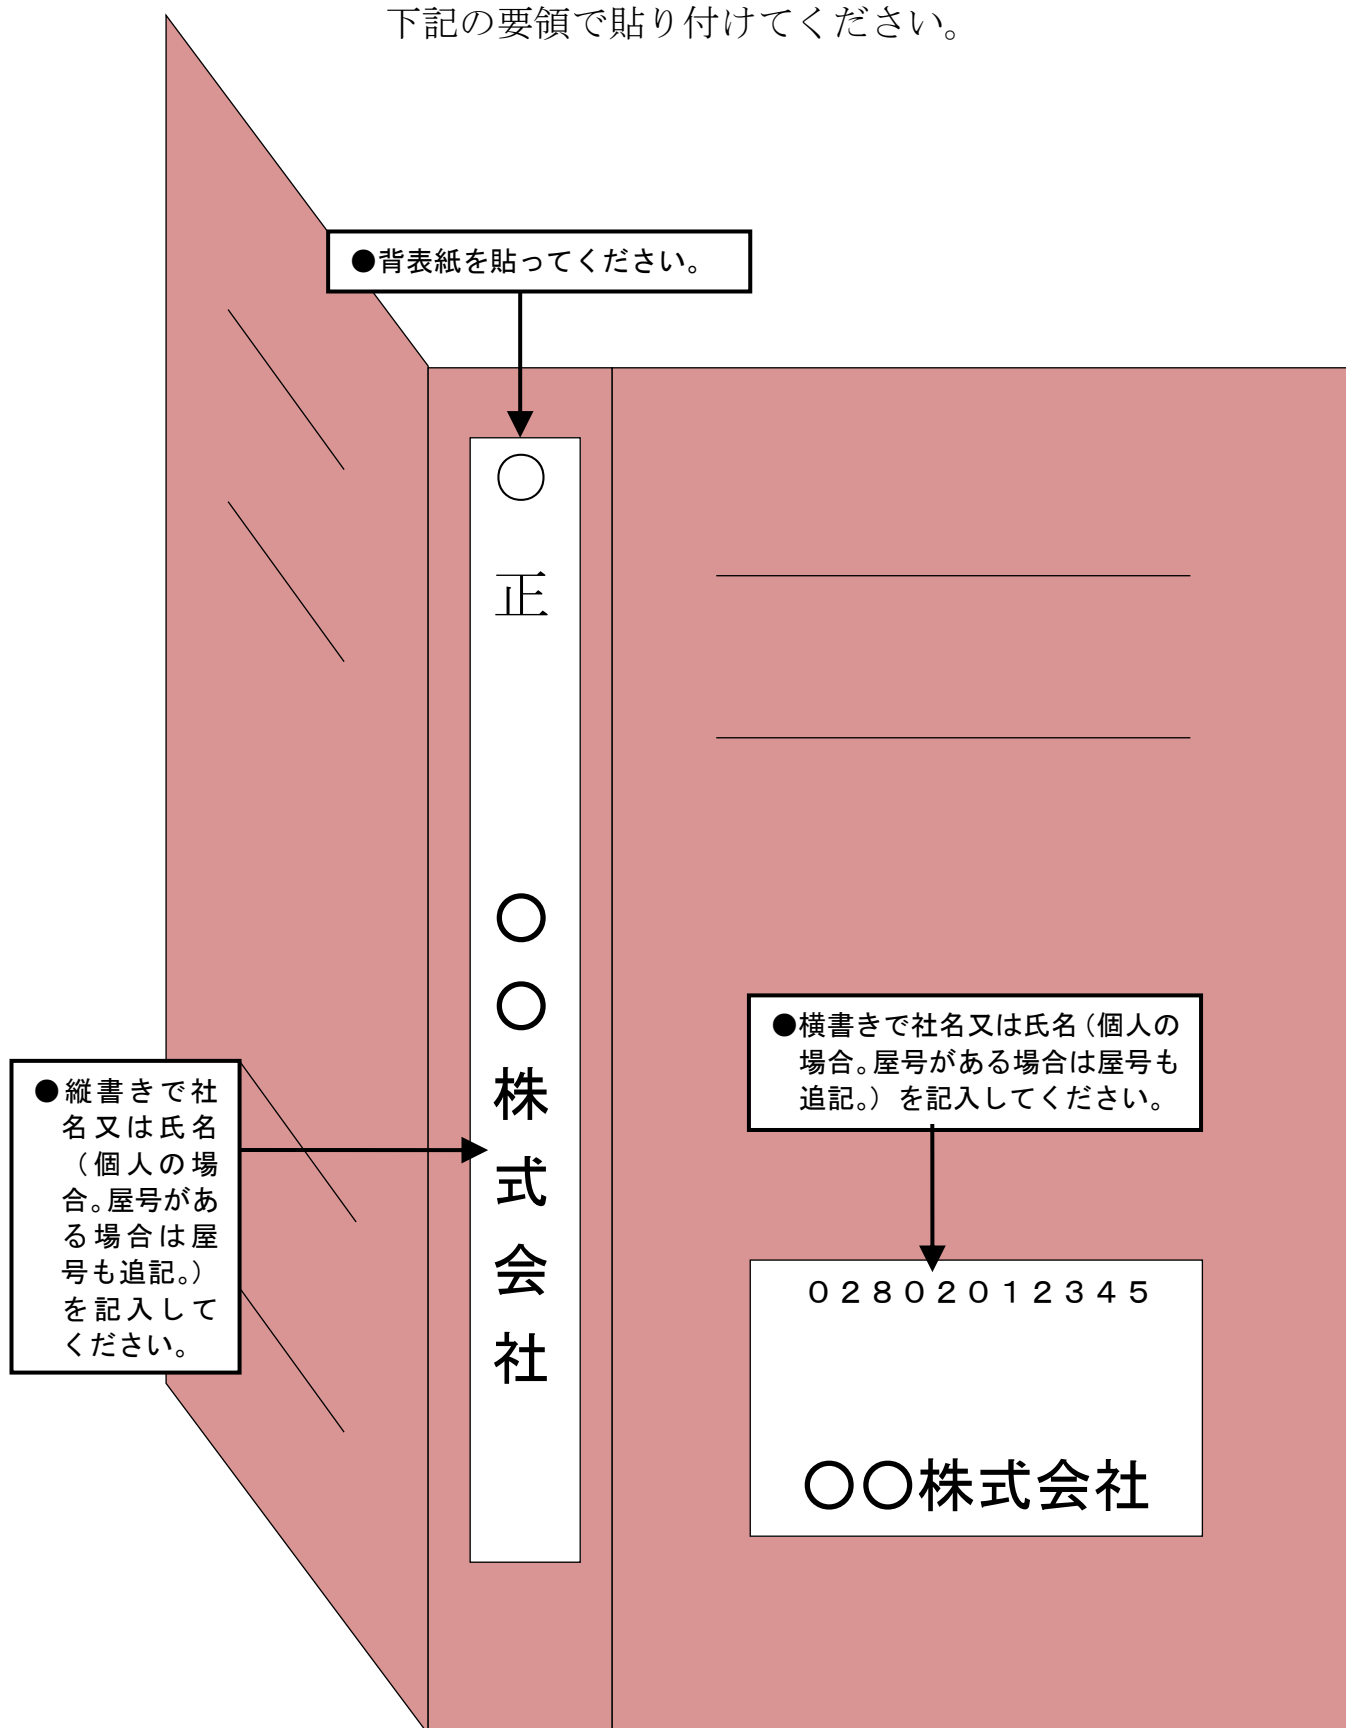 下記の要領で貼り付けてください。
●背表紙を貼ってください。
○正　　○○株式会社
●横書きで社名又は氏名（個人の
場合。屋号がある場合は屋号も
追記。）を記入してください。
●縦書きで社
名又は氏名
（個人の場
合。屋号があ
る場合は屋
号も追記。）
を記入して
ください。
０２８０２０１２３４５
○○株式会社